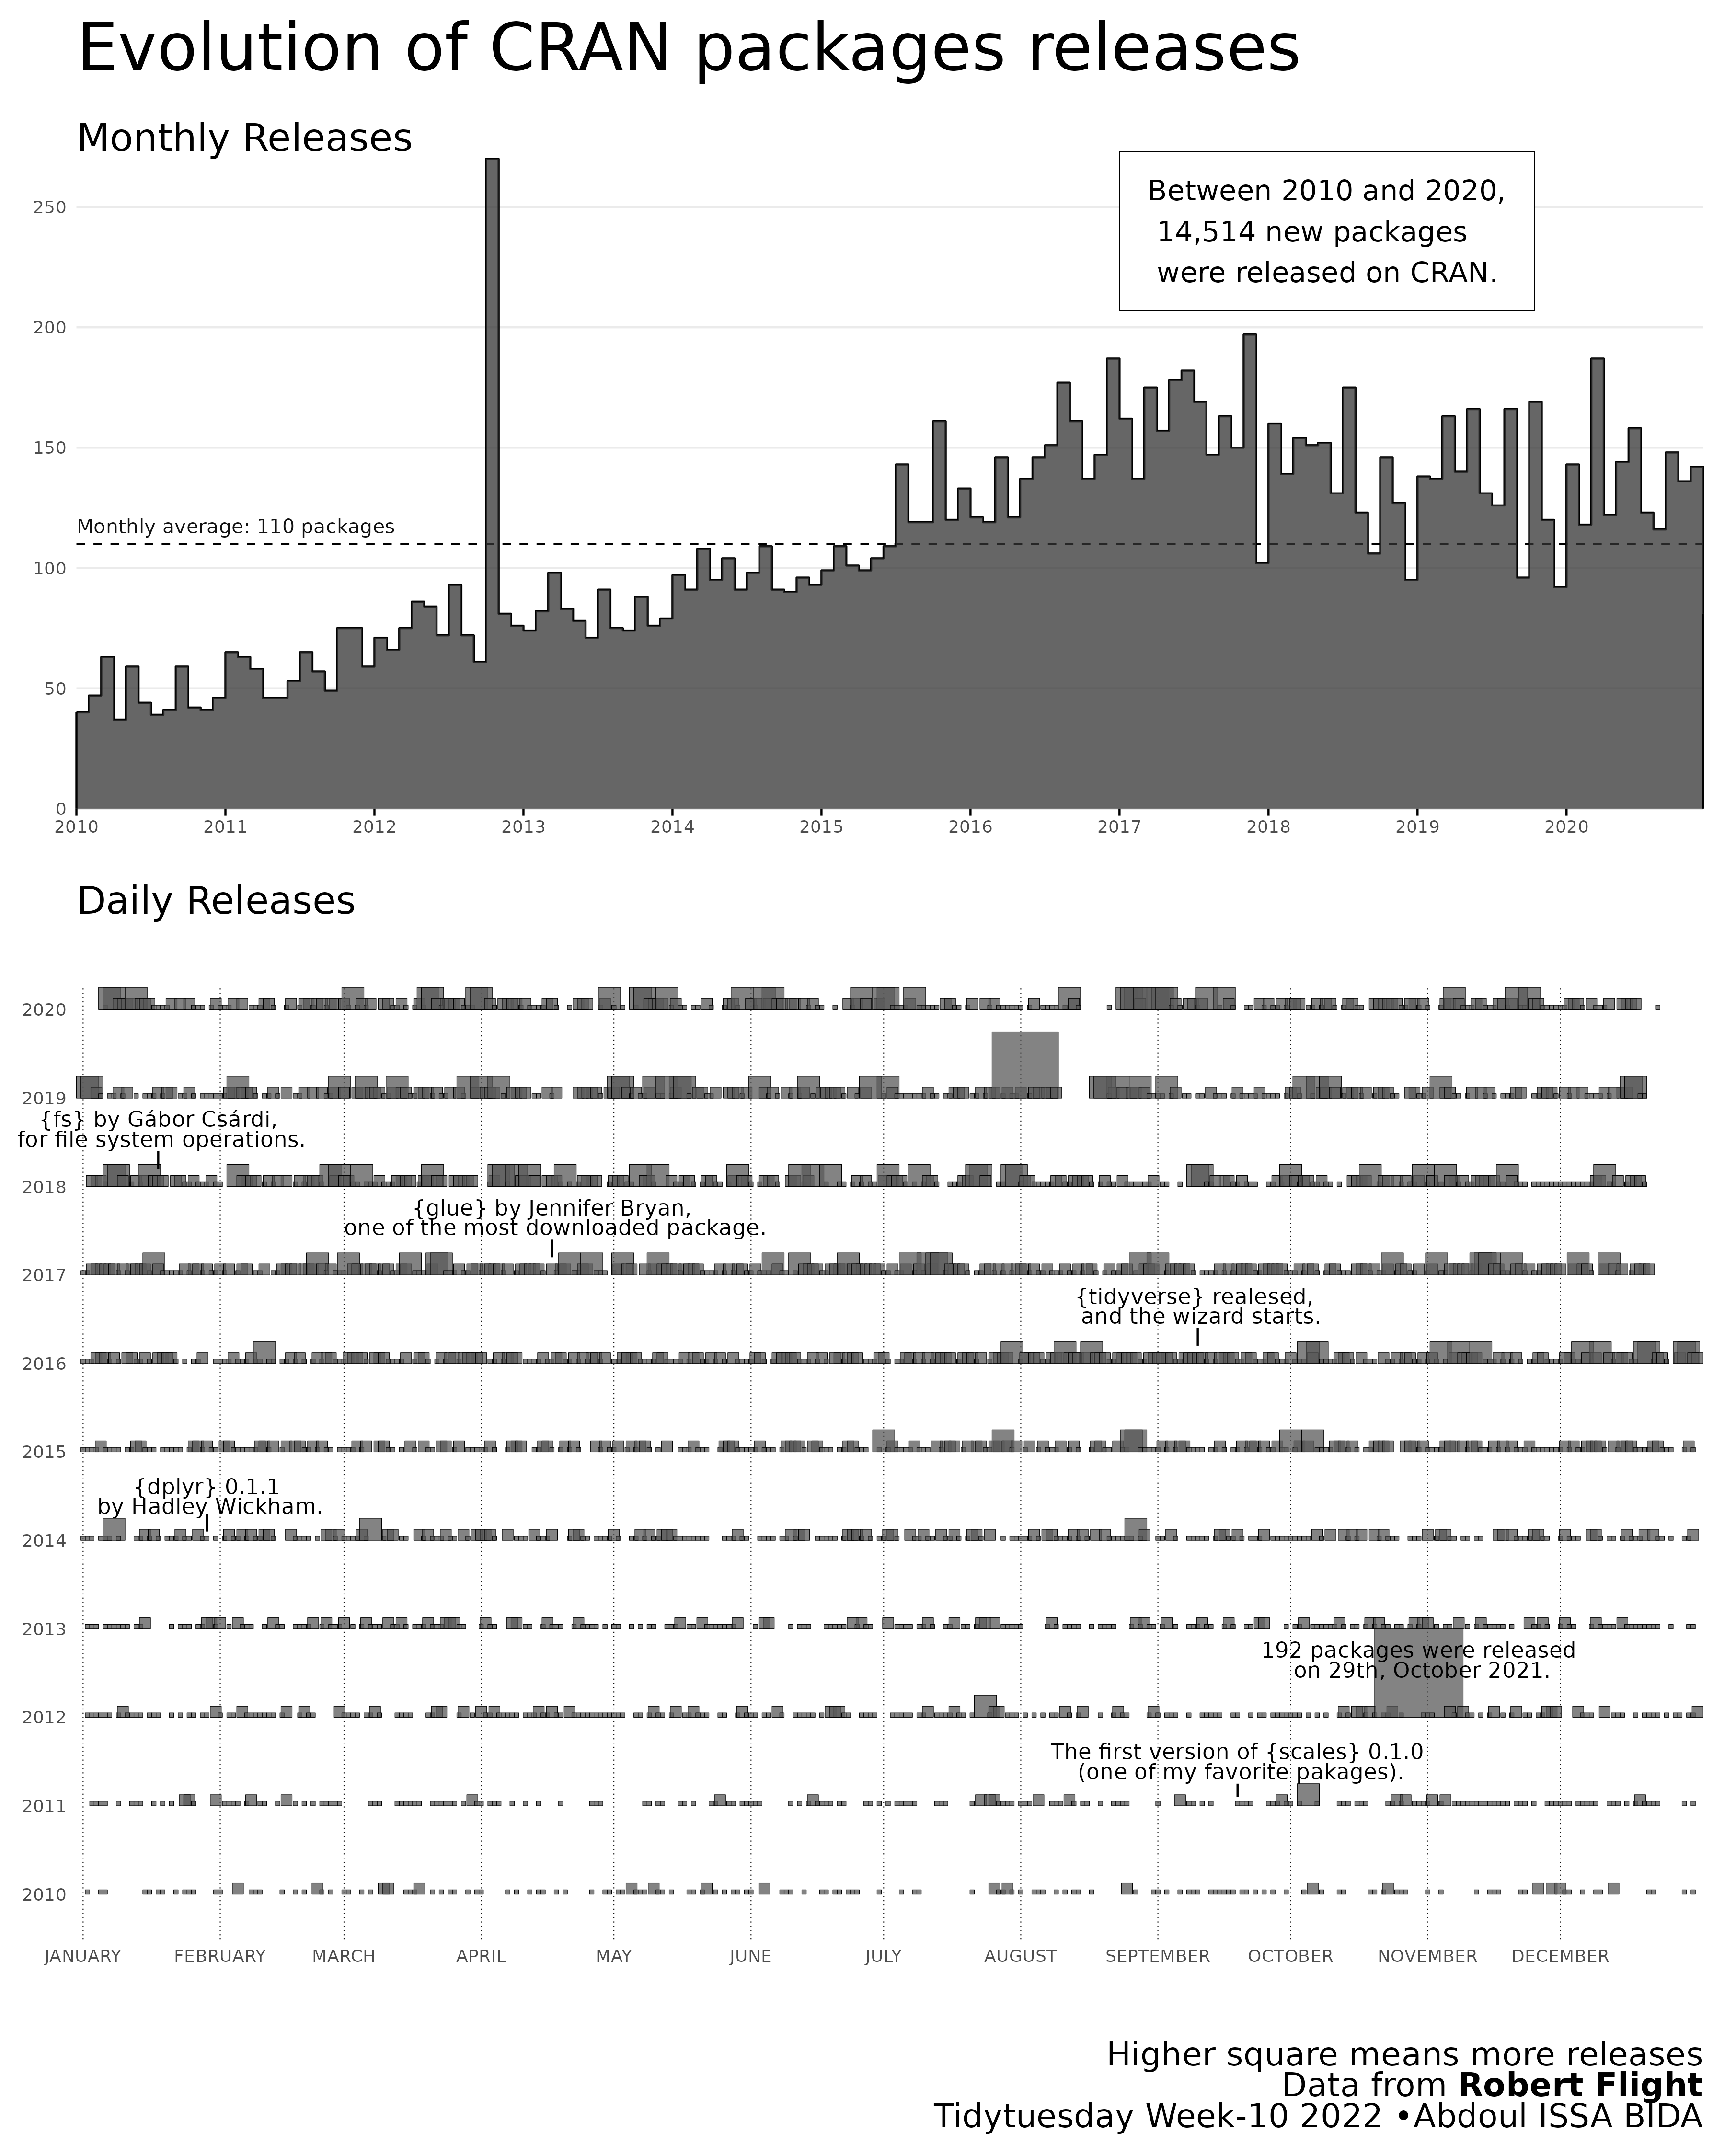 Evolution of CRAN packages releases
Monthly Releases
Between 2010 and 2020,
14,514 new packages
were released on CRAN.
250
200
150
Monthly average: 110 packages
100
50
0
2010 2011 2012 2013 2014 2015 2016 2017 2018 2019 2020
Daily Releases
2020
2019
{fs} by Gábor Csárdi,
for file system operations.
2018
{glue} by Jennifer Bryan,
one of the most downloaded package.
2017
{tidyverse} realesed,
and the wizard starts.
2016
2015
{dplyr} 0.1.1
by Hadley Wickham.
2014
2013
192 packages were released
on 29th, October 2021.
2012
The first version of {scales} 0.1.0
(one of my favorite pakages).
2011
2010
JANUARY FEBRUARY MARCH APRIL MAY JUNE JULY AUGUST SEPTEMBER OCTOBER NOVEMBER DECEMBER
Higher square means more releases
Data from Robert Flight
Tidytuesday Week-10 2022 •Abdoul ISSA BIDA